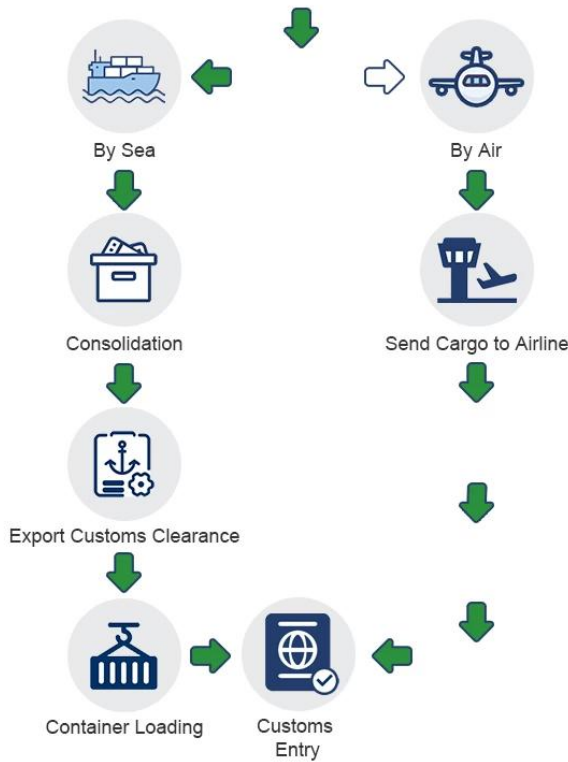 By Sea
By Air
Consolidation
Send Cargo to Airline
Export Customs Clearance
Container Loading
Customs
Entry